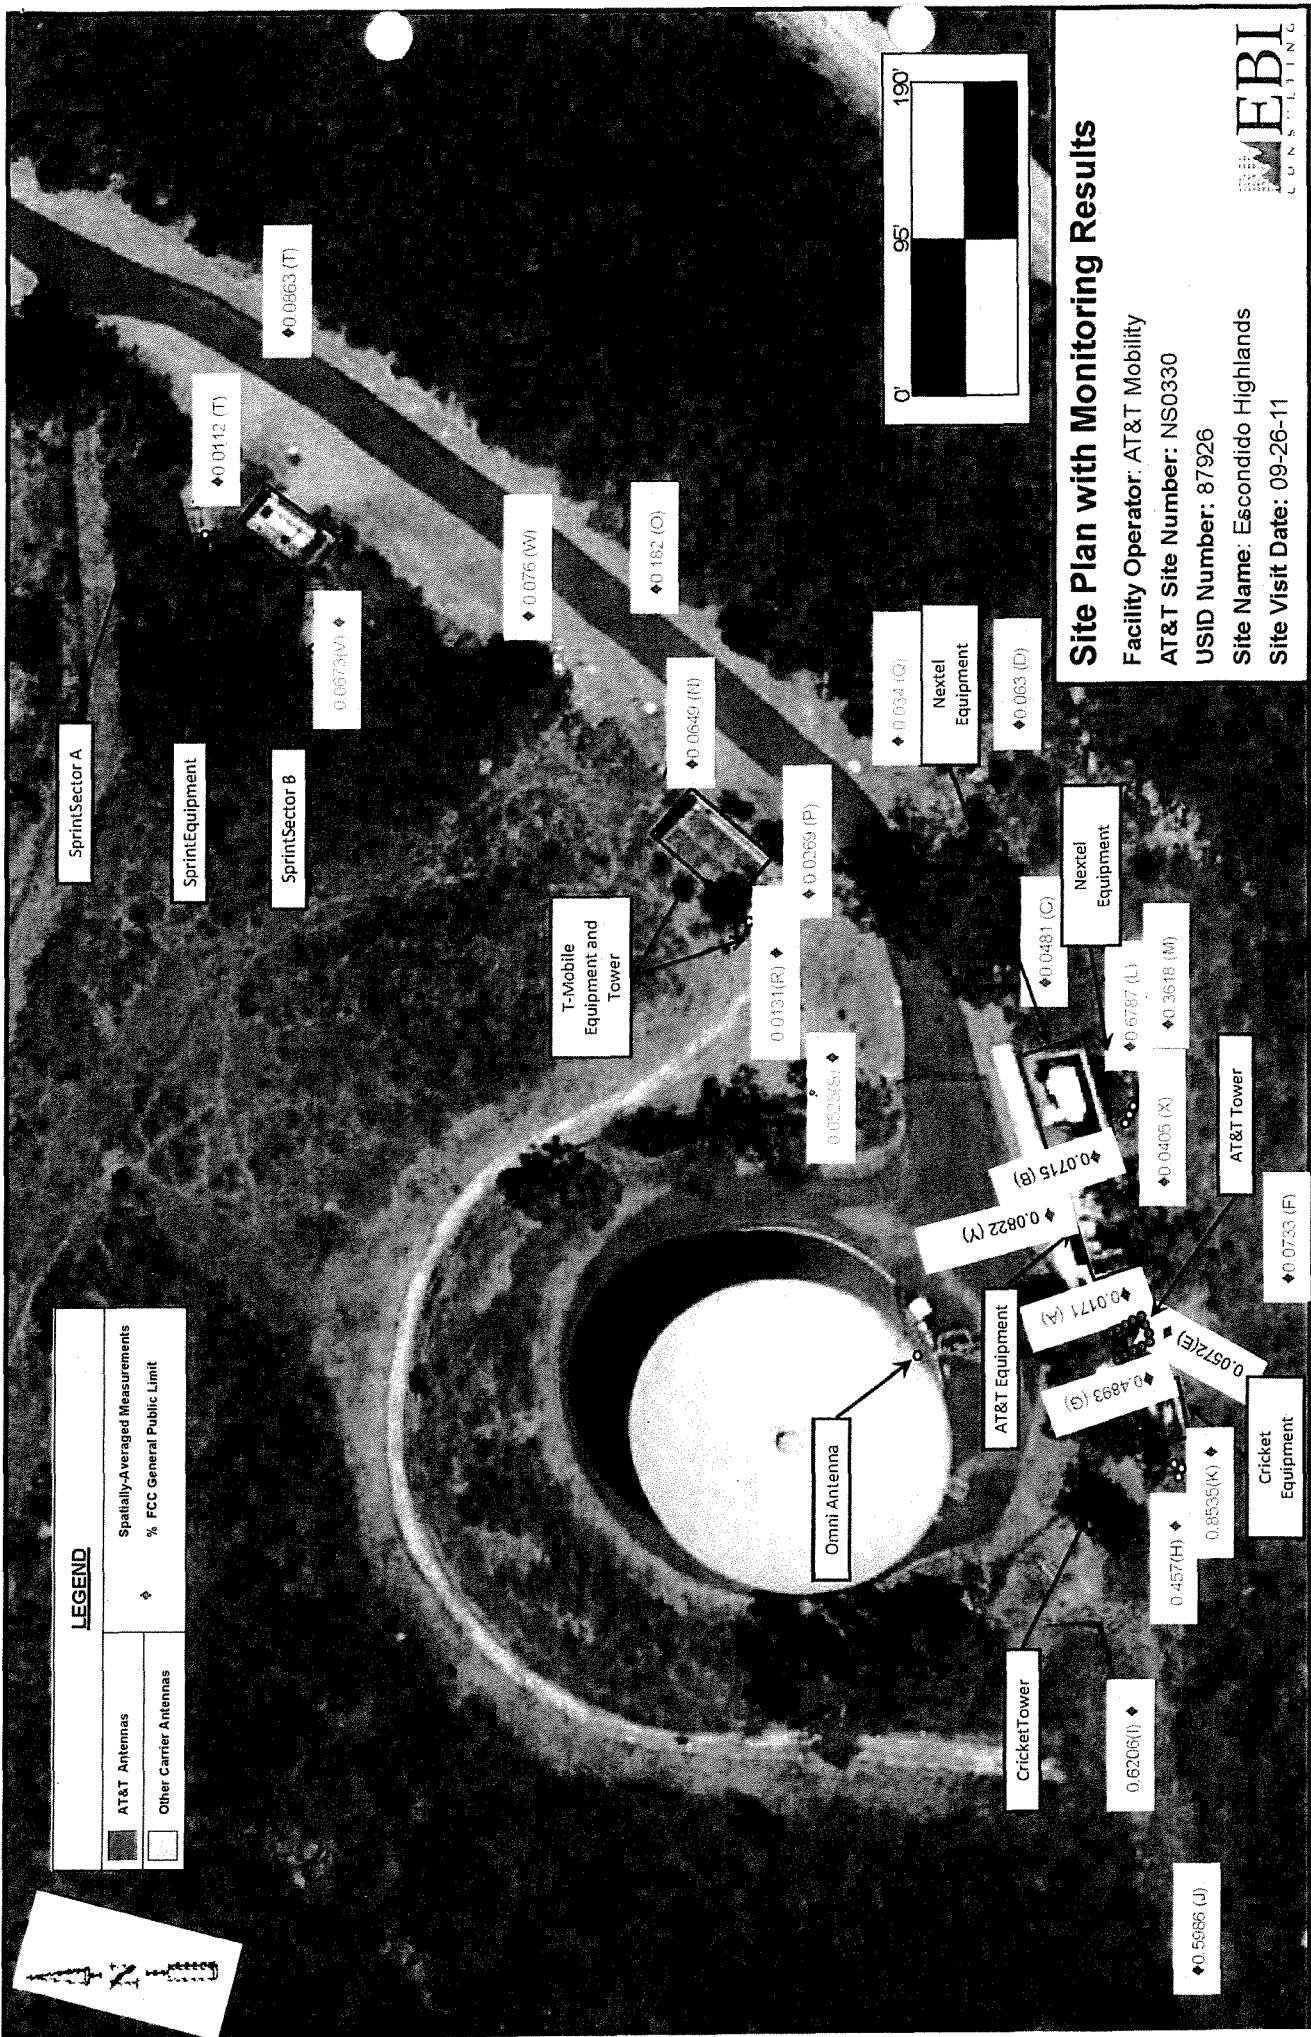 LEGEND
AT&T Antennas
Other Carrier Antennas
Spatially-Averaged Measurements
% FCC General Public Limit
N
SprintSector A
SprintEquipment
SprintSector B
0.0112 (T)
0.0863 (T)
0.0673(V)
0.076 (W)
0.182 (O)
0.0649 (N)
T-Mobile
Equipment and
Tower
0.0269 (P)
0.0131(R)
0.0525(S)
0.034 (Q)
Nextel
Equipment
0.063 (D)
0.0481 (C)
Nextel
Equipment
0.6787 (L)
0.3618 (M)
0.0405 (X)
AT&T Tower
0.0733 (F)
0.0715 (B)
0.0822 (Y)
0.0171 (A)
AT&T Equipment
0.0572(E)
0.4893 (G)
Omni Antenna
Cricket
Equipment
0.8535(K)
0.457(H)
CricketTower
0.6206(I)
0.5986 (J)
0' 95' 190'
Site Plan with Monitoring Results
Facility Operator: AT&T Mobility
AT&T Site Number: NS0330
USID Number: 87926
Site Name: Escondido Highlands
Site Visit Date: 09-26-11
EBI
CONSULTING